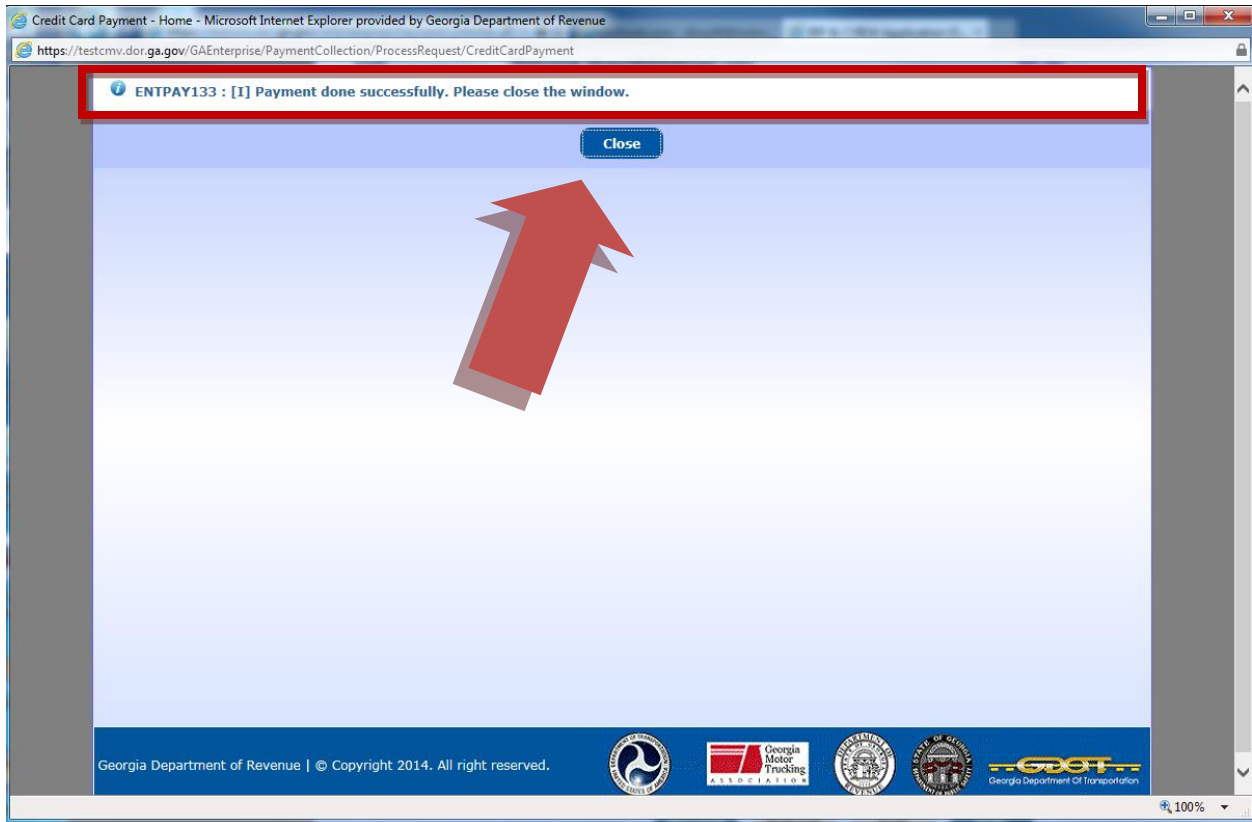 Credit Card Payment - Home - Microsoft Internet Explorer provided by Georgia Department of Revenue
https://testcmv.dor.ga.gov/GAEnterprise/PaymentCollection/ProcessRequest/CreditCardPayment
ENTPAY133 : [I] Payment done successfully. Please close the window.
Close
Georgia Department of Revenue | © Copyright 2014. All right reserved.
Georgia
Motor
Trucking
ASSOCIATION
GDOT
Georgia Department Of Transportation
100%